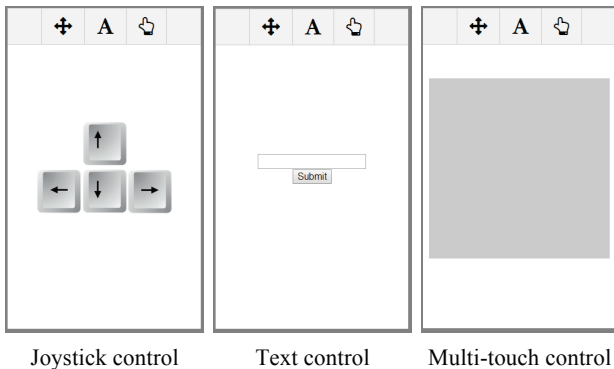 A
A
A
Submit
Joystick control
Text control
Multi-touch control